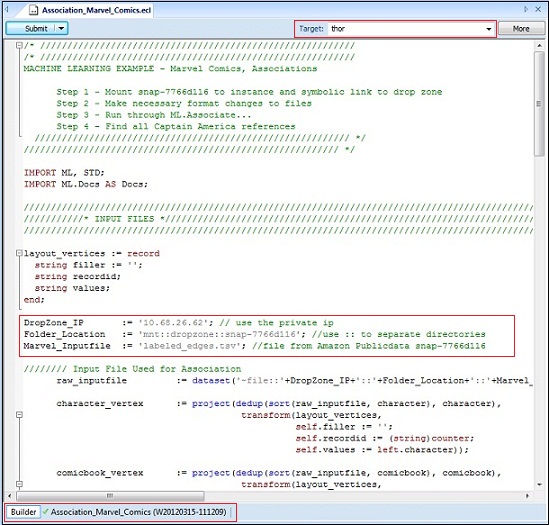 Association_Marvel_Comics.ecl
Submit Target: thor More
/* ////////////////////////////////////////////////////////
/* ////////////////////////////////////////////////////////
MACHINE LEARNING EXAMPLE - Marvel Comics, Associations
Step 1 - Mount snap-7766d116 to instance and symbolic link to drop zone
Step 2 - Make necessary format changes to files
Step 3 - Run through ML.Associate...
Step 4 - Find all Captain America references
//////////////////////////////////////////////////////// */
//////////////////////////////////////////////////////// */
IMPORT ML, STD;
IMPORT ML.Docs AS Docs;
////////////////////////////////////////////////////////////////////////////////////////
///////////* INPUT FILES *//////////////////////////////////////////////////////////////
////////////////////////////////////////////////////////////////////////////////////////
layout_vertices := record
string filler := '';
string recordid;
string values;
end;
DropZone_IP := '10.68.26.62'; // use the private ip
Folder_Location := 'mnt::dropzone::snap-7766d116'; //use :: to separate directories
Marvel_Inputfile := 'labeled_edges.tsv'; //file from Amazon Publicdata snap-7766d116
//////// Input File Used for Association
raw_inputfile := dataset('~file::'+DropZone_IP+'::'+Folder_Location+'::'+Marvel_
character_vertex := project(dedup(sort(raw_inputfile, character), character),
transform(layout_vertices,
self.filler := '';
self.recordid := (string)counter;
self.values := left.character));
comicbook_vertex := project(dedup(sort(raw_inputfile, comicbook), comicbook),
transform(layout_vertices,
Builder Association_Marvel_Comics (W20120315-111209)